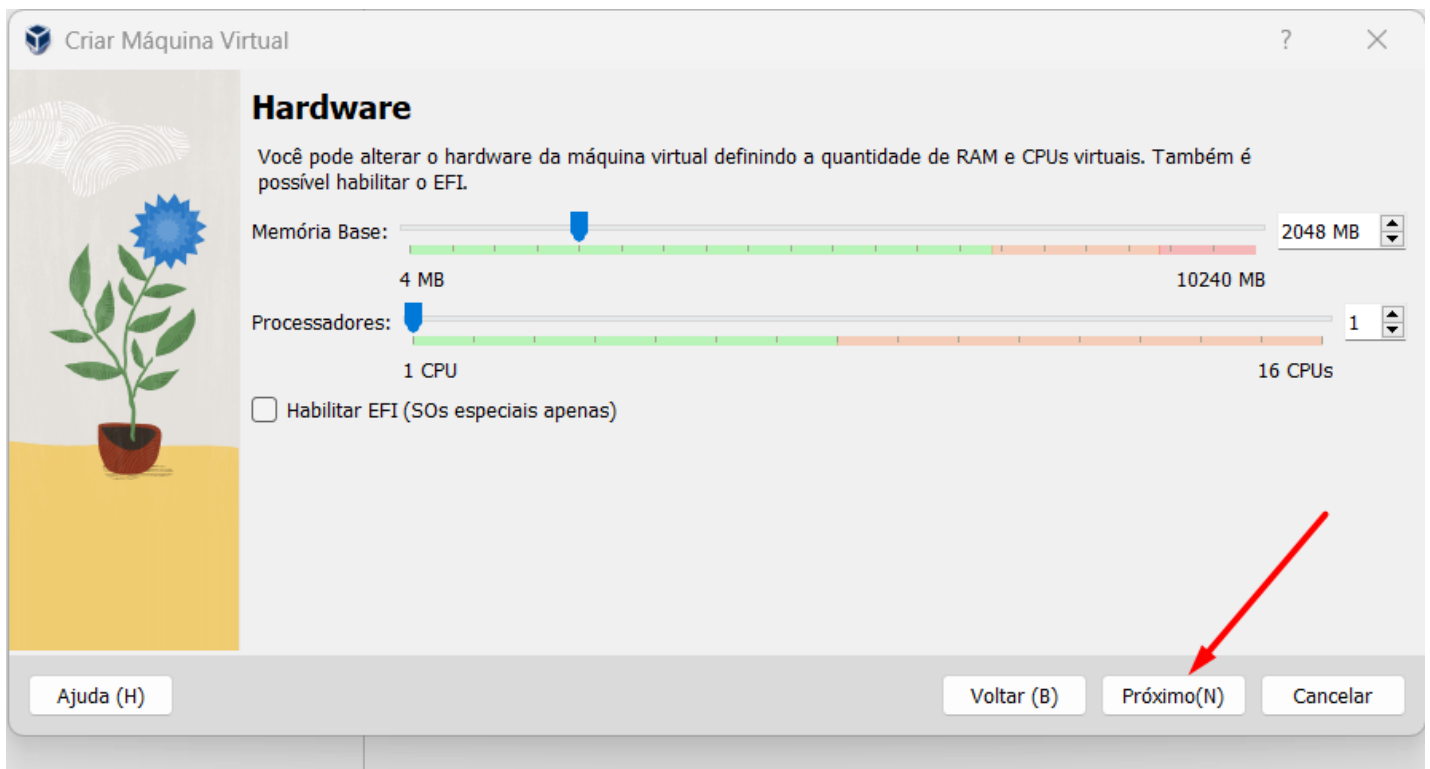 Criar Máquina Virtual
?
Hardware
Você pode alterar o hardware da máquina virtual definindo a quantidade de RAM e CPUs virtuais. Também é
possível habilitar o EFI.
Memória Base:
2048 MB
4 MB
10240 MB
Processadores:
1
1 CPU
16 CPUs
Habilitar EFI (SOs especiais apenas)
Ajuda (H)
Voltar (B)
Próximo(N)
Cancelar